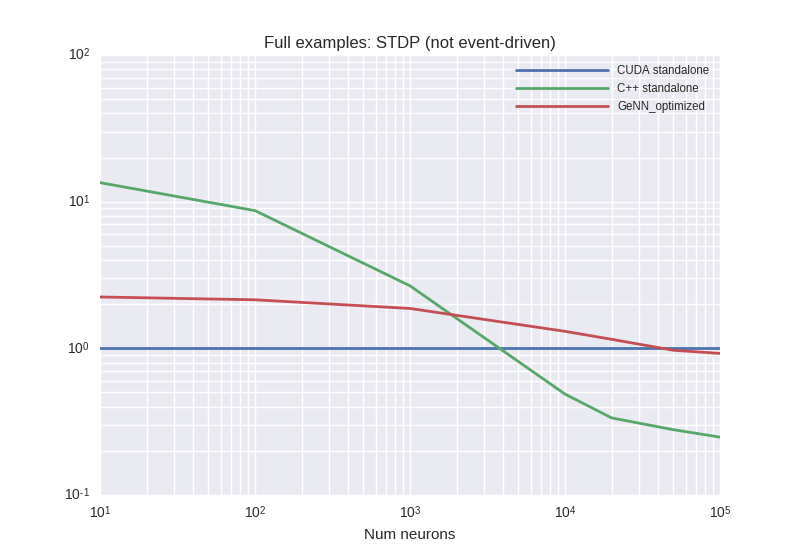 Full examples: STDP (not event-driven)
CUDA standalone
C++ standalone
GeNN_optimized
10²
10¹
10⁰
10⁻¹
10¹ 10² 10³ 10⁴ 10⁵
Num neurons